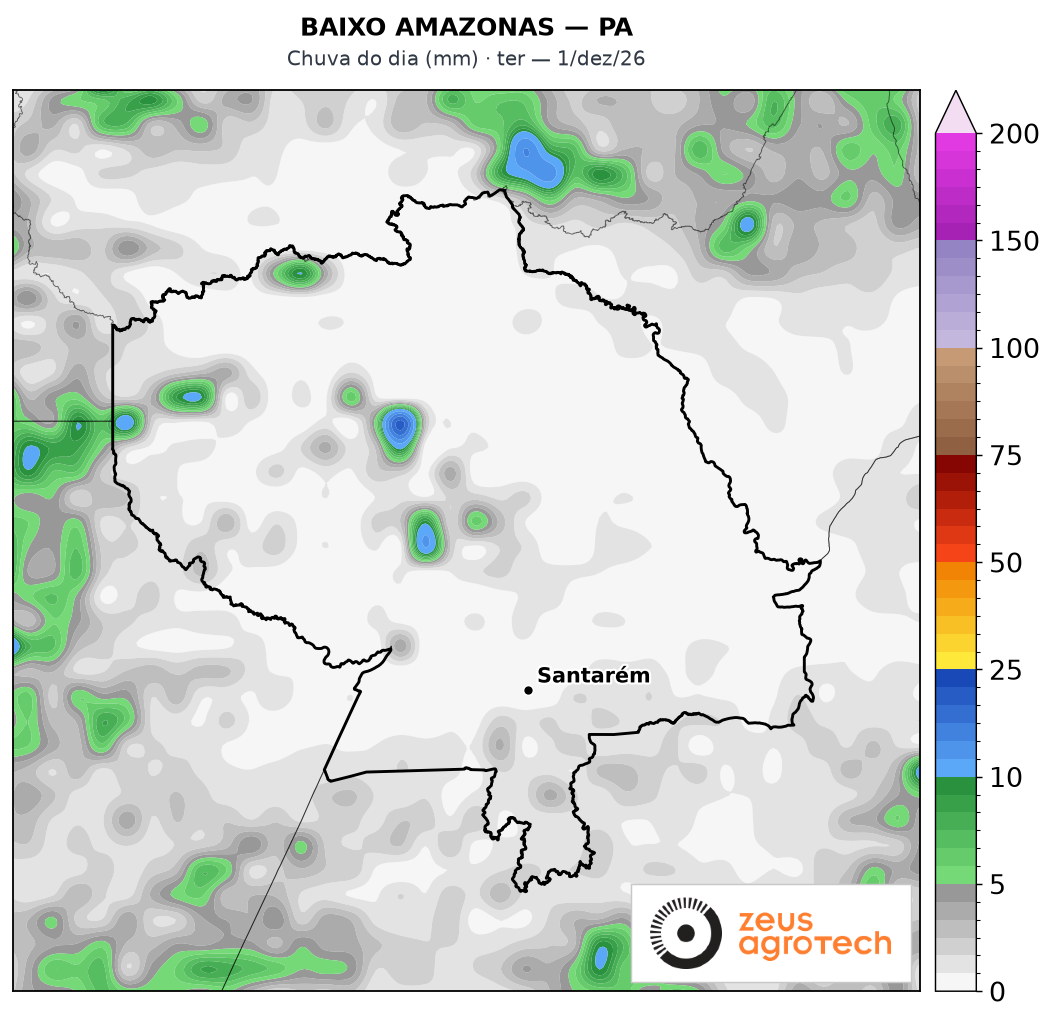 BAIXO AMAZONAS — PA
Chuva do dia (mm) · ter — 1/dez/26
200
150
100
75
50
25
10
5
0
Santarém
zeus
agrotech